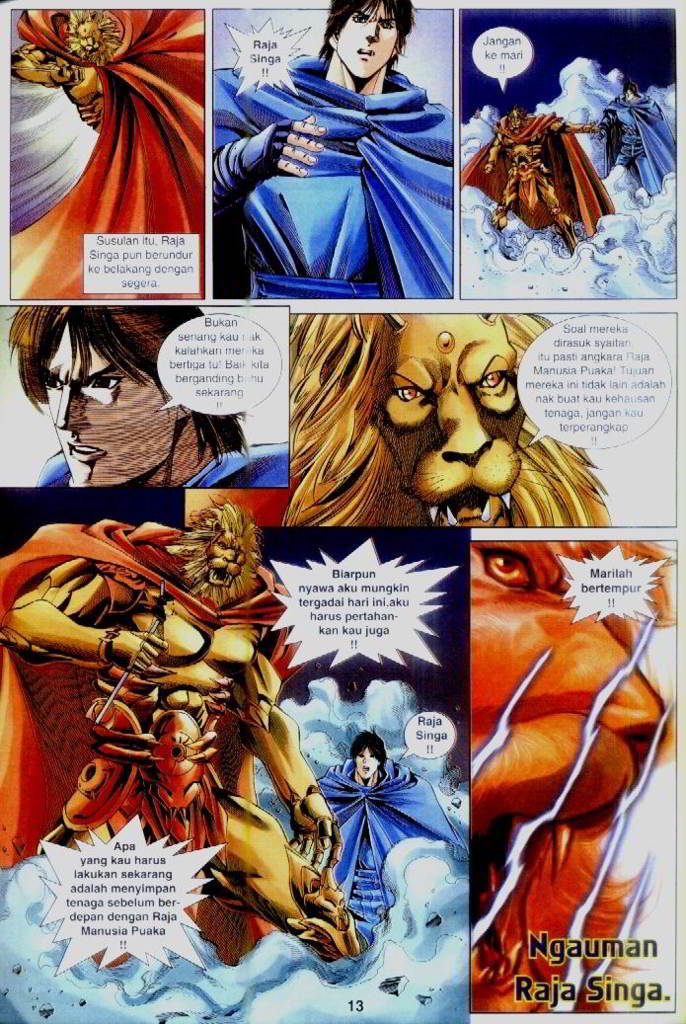 Susulan itu, Raja
Singa pun berundur
ke belakang dengan
segera.
Raja
Singa
!!
Jangan
ke mari
!!
Bukan
senang kau nak
kalahkan mereka
bertiga tu! Baik
berganding bahu
sekarang
!!
Soal mereka
dirasuk syaitan,
itu pasti angkara Raja
Manusia Puaka! Tujuan
mereka ini tidak lain adalah
nak buat kau kehausan
tenaga, jangan kau
terperangkap
!!
Biarpun
nyawa aku mungkin
tergadai hari ini,aku
harus pertahan-
kan kau juga
!!
Raja
Singa
!!
Apa
yang kau harus
lakukan sekarang
adalah menyimpan
tenaga sebelum ber-
depan dengan Raja
Manusia Puaka
!!
Marilah
bertempur
!!
Ngauman
Raja Singa.
13